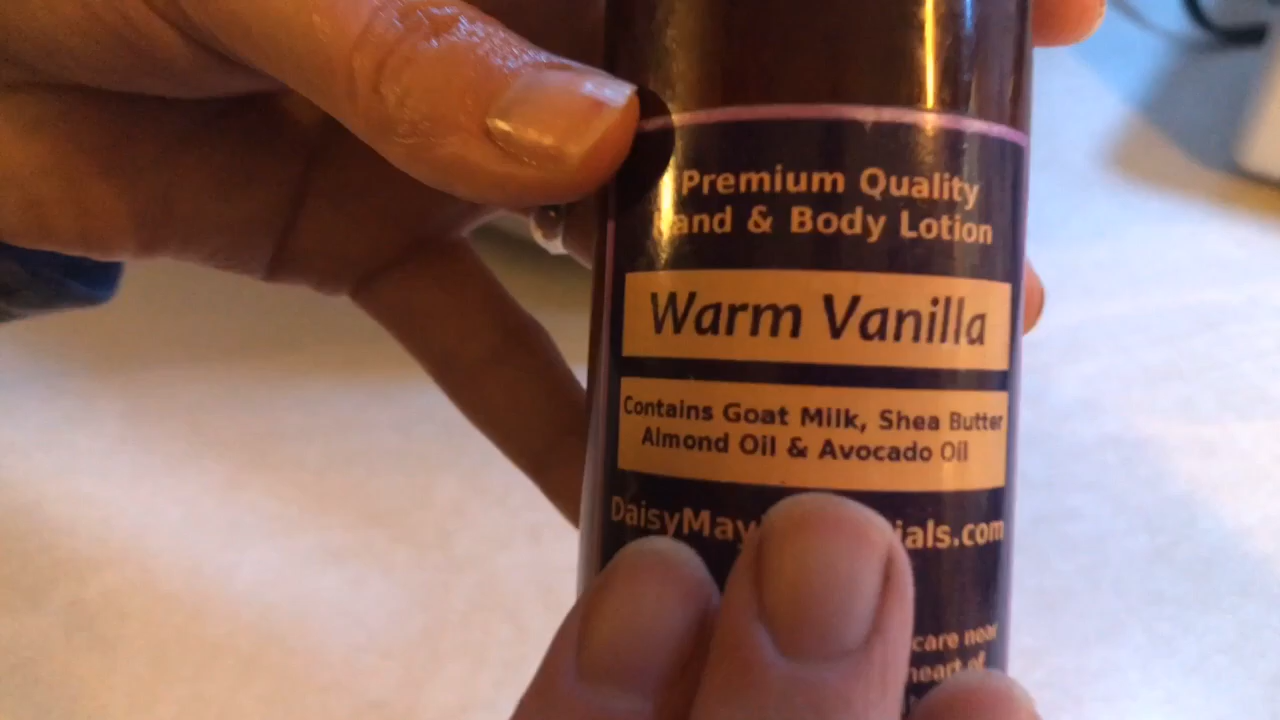 Premium Quality
Hand & Body Lotion
Warm Vanilla
Contains Goat Milk, Shea Butter
Almond Oil & Avocado Oil
DaisyMay ials.com
care near
heart of